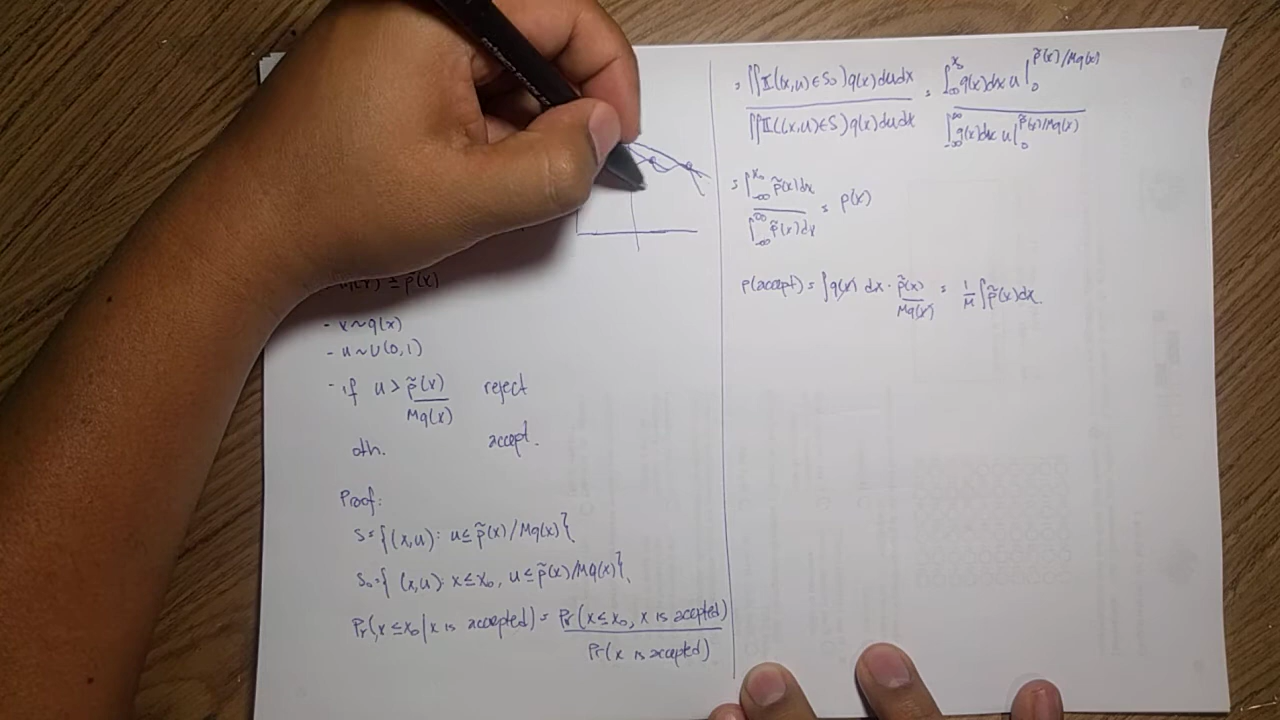 Mq(x) ≥ p̃(x)
- x ~ q(x)
- u ~ U(0,1)
- if u > p̃(x)/Mq(x) reject
oth. accept.
Proof:
S = {(x,u): u ≤ p̃(x)/Mq(x)}
S₀ = {(x,u): x ≤ x₀, u ≤ p̃(x)/Mq(x)}
Pr(x ≤ x₀ | x is accepted) = Pr(x ≤ x₀, x is acepted)
Pr(x is accepted)
= ∬𝕀((x,u) ∈ S₀) q(x) du dx = ∫_{-∞}^{x₀} q(x) dx u |₀^{p̃(x)/Mq(x)}
∬𝕀((x,u) ∈ S) q(x) du dx ∫_{-∞}^{∞} q(x) dx u |₀^{p̃(x)/Mq(x)}
= ∫_{-∞}^{x₀} p̃(x) dx = p(x)
∫_{-∞}^{∞} p̃(x) dx
p(accept) = ∫ q(x) dx · p̃(x)/Mq(x) = 1/M ∫ p̃(x) dx.